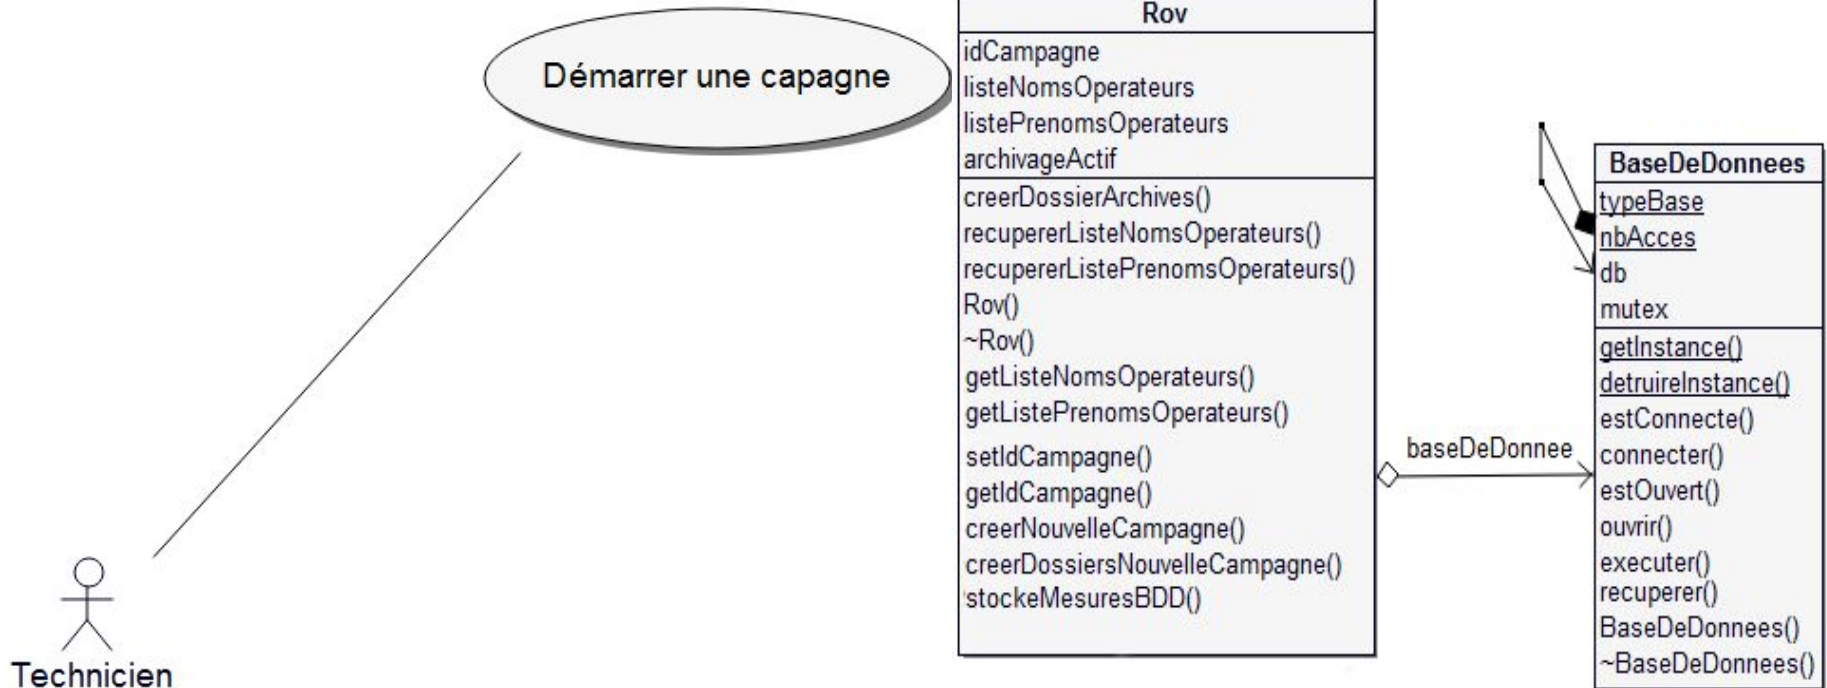 Démarrer une capagne
Technicien
Rov
idCampagne
listeNomsOperateurs
listePrenomsOperateurs
archivageActif
creerDossierArchives()
recupererListeNomsOperateurs()
recupererListePrenomsOperateurs()
Rov()
~Rov()
getListeNomsOperateurs()
getListePrenomsOperateurs()
setIdCampagne()
getIdCampagne()
creerNouvelleCampagne()
creerDossiersNouvelleCampagne()
stockeMesuresBDD()
baseDeDonnee
BaseDeDonnees
typeBase
nbAcces
db
mutex
getInstance()
detruireInstance()
estConnecte()
connecter()
estOuvert()
ouvrir()
executer()
recuperer()
BaseDeDonnees()
~BaseDeDonnees()